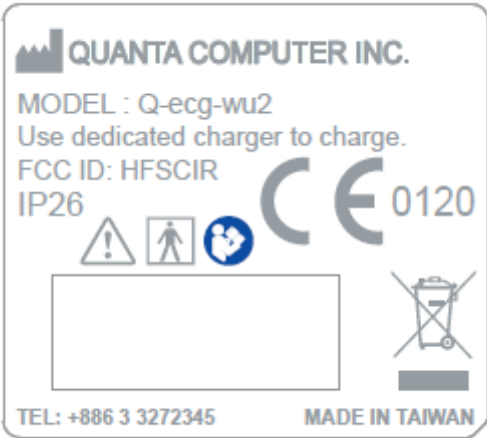 QUANTA COMPUTER INC.
MODEL : Q-ecg-wu2
Use dedicated charger to charge.
FCC ID: HFSCIR
IP26
CE 0120
TEL: +886 3 3272345 MADE IN TAIWAN